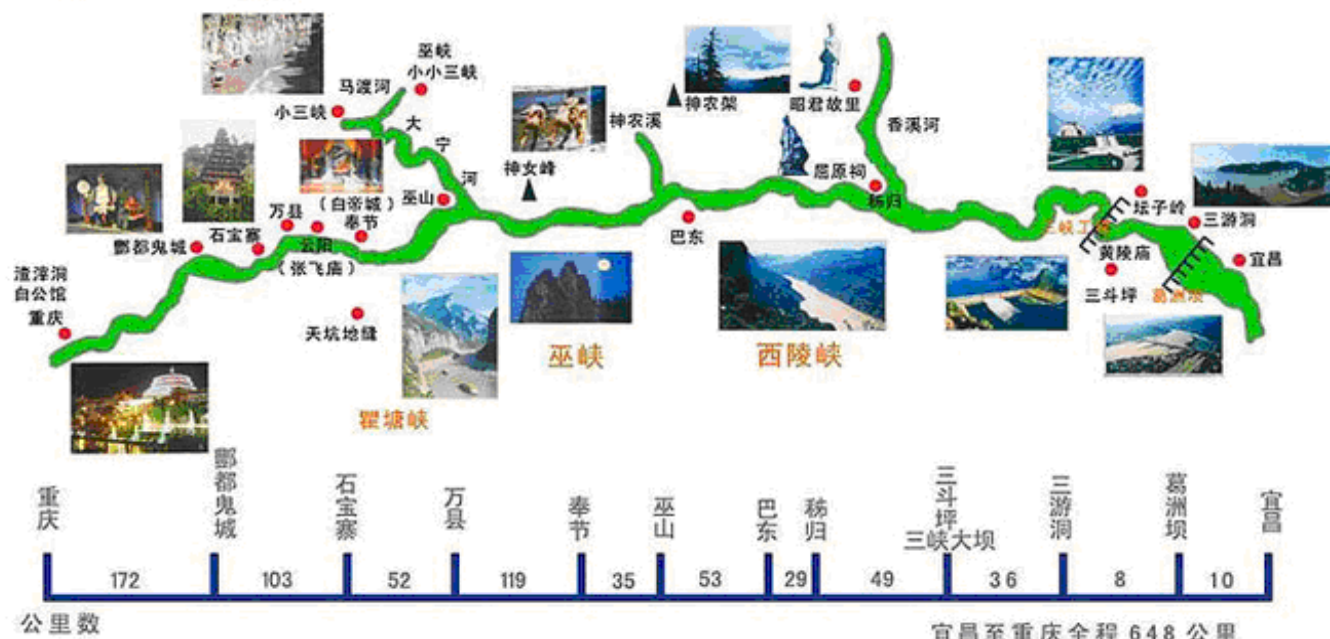 巫峡
小小三峡
马渡河
小三峡
大宁河
神农溪
神农架
昭君故里
香溪河
神女峰
屈原祠
秭归
巫山
(白帝城)
奉节
万县
云阳
(张飞庙)
石宝寨
酆都鬼城
渣滓洞
白公馆
重庆
天坑地缝
巴东
三峡工
坛子岭
三游洞
黄陵庙
宜昌
三斗坪
葛洲坝
巫峡
西陵峡
瞿塘峡
重庆
酆都鬼城
石宝寨
万县
奉节
巫山
巴东
秭归
三斗坪
三峡大坝
三游洞
葛洲坝
宜昌
172
103
52
119
35
53
29
49
36
8
10
公里数
宜昌至重庆全程 648 公里